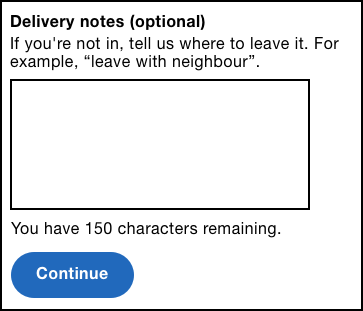 Delivery notes (optional)
If you're not in, tell us where to leave it. For
example, “leave with neighbour”.
You have 150 characters remaining.
Continue